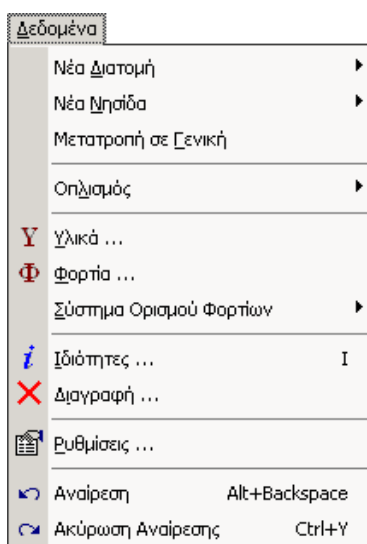 Δεδομένα
Νέα Διατομή
Νέα Νησίδα
Μετατροπή σε Γενική
Οπλισμός
Υ Υλικά ...
Φ Φορτία ...
Σύστημα Ορισμού Φορτίων
i Ιδιότητες ... I
Διαγραφή ...
Ρυθμίσεις ...
Αναίρεση Alt+Backspace
Ακύρωση Αναίρεσης Ctrl+Y